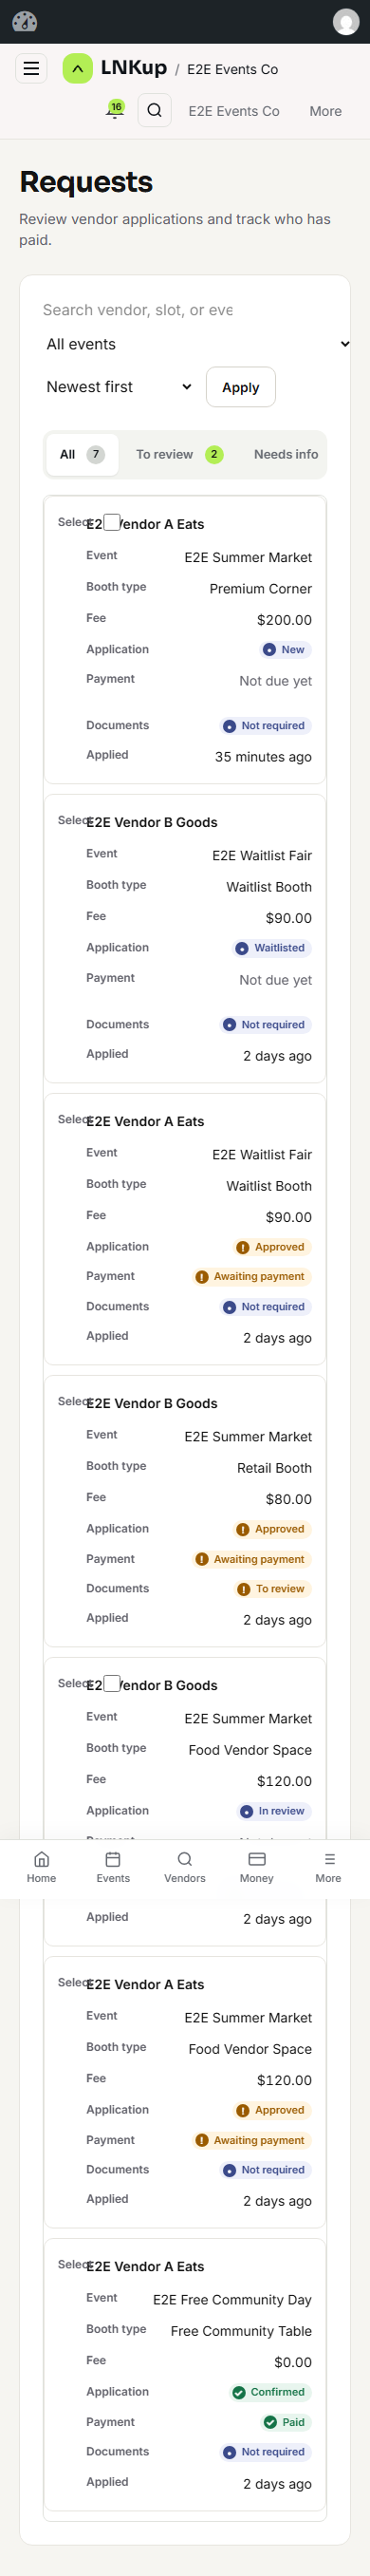 LNKup / E2E Events Co
16
E2E Events Co More
Requests
Review vendor applications and track who has
paid.
Search vendor, slot, or eve
All events
Newest first Apply
All 7 To review 2 Needs info
Select E2E Vendor A Eats
Event E2E Summer Market
Booth type Premium Corner
Fee $200.00
Application New
Payment Not due yet
Documents Not required
Applied 35 minutes ago
Select E2E Vendor B Goods
Event E2E Waitlist Fair
Booth type Waitlist Booth
Fee $90.00
Application Waitlisted
Payment Not due yet
Documents Not required
Applied 2 days ago
Select E2E Vendor A Eats
Event E2E Waitlist Fair
Booth type Waitlist Booth
Fee $90.00
Application Approved
Payment Awaiting payment
Documents Not required
Applied 2 days ago
Select E2E Vendor B Goods
Event E2E Summer Market
Booth type Retail Booth
Fee $80.00
Application Approved
Payment Awaiting payment
Documents To review
Applied 2 days ago
Select E2E Vendor B Goods
Event E2E Summer Market
Booth type Food Vendor Space
Fee $120.00
Application In review
Home Events Vendors Money More
Applied 2 days ago
Select E2E Vendor A Eats
Event E2E Summer Market
Booth type Food Vendor Space
Fee $120.00
Application Approved
Payment Awaiting payment
Documents Not required
Applied 2 days ago
Select E2E Vendor A Eats
Event E2E Free Community Day
Booth type Free Community Table
Fee $0.00
Application Confirmed
Payment Paid
Documents Not required
Applied 2 days ago